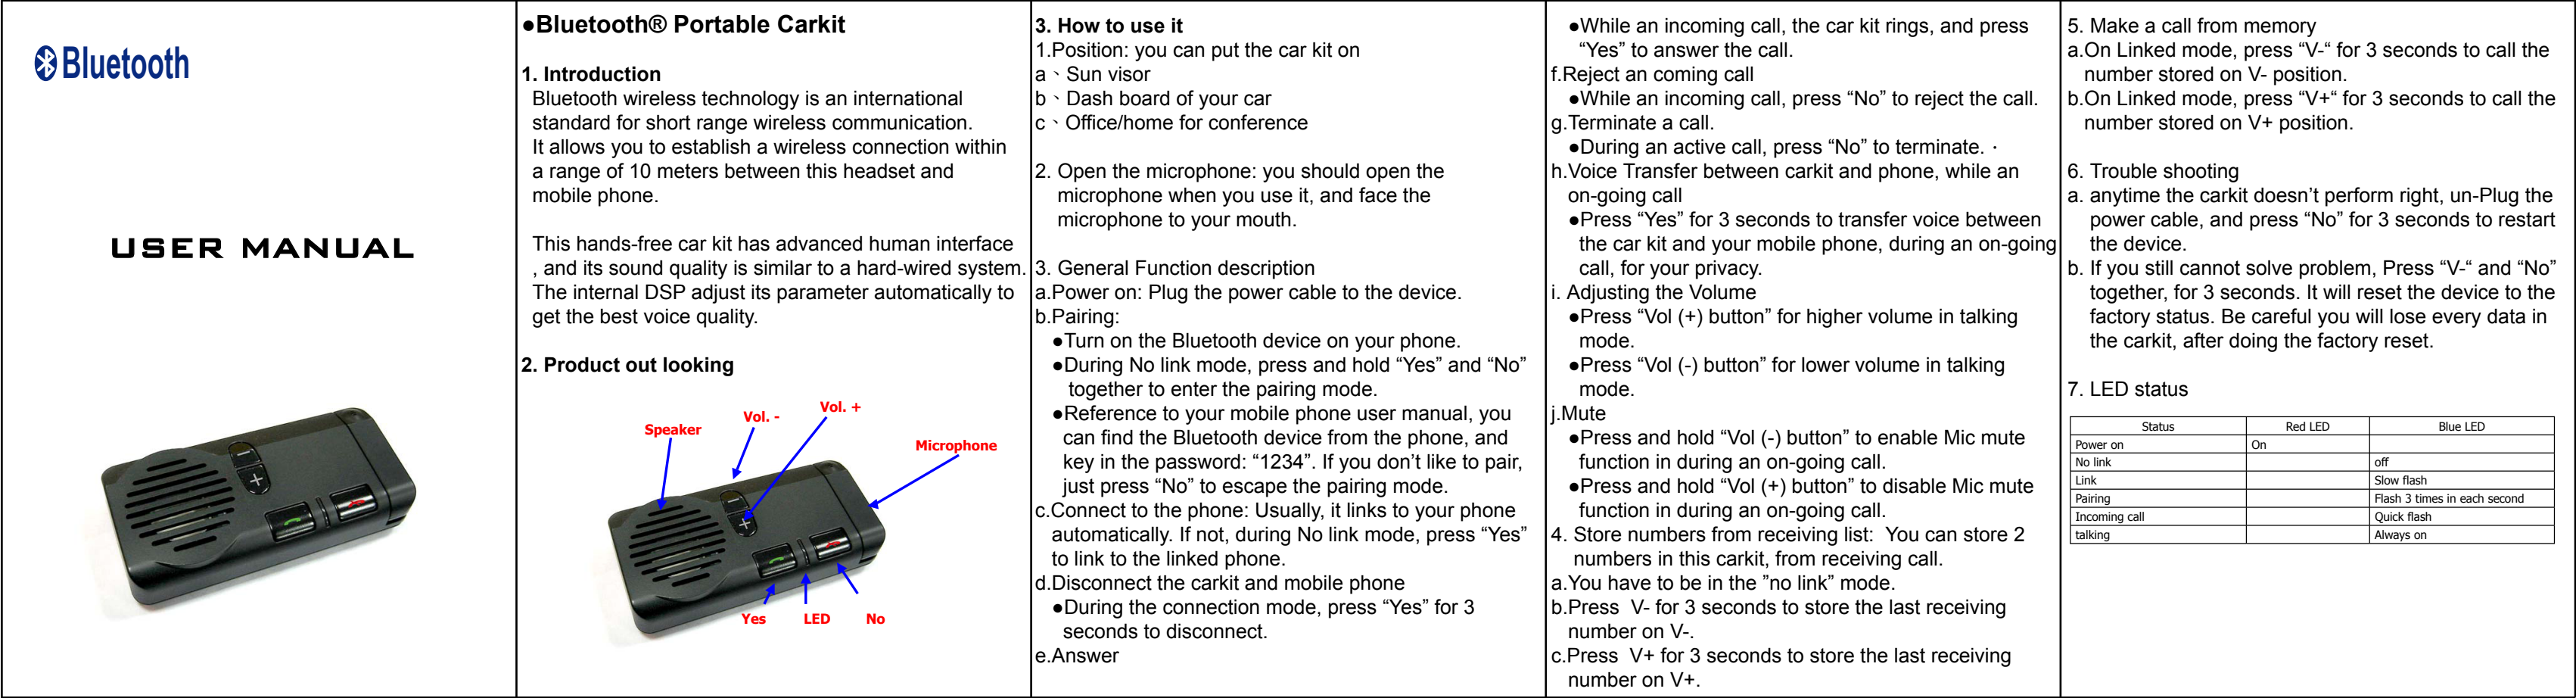 Bluetooth
USER MANUAL
●Bluetooth® Portable Carkit
1. Introduction
Bluetooth wireless technology is an international
standard for short range wireless communication.
It allows you to establish a wireless connection within
a range of 10 meters between this headset and
mobile phone.
This hands-free car kit has advanced human interface
, and its sound quality is similar to a hard-wired system.
The internal DSP adjust its parameter automatically to
get the best voice quality.
2. Product out looking
Speaker
Vol. -
Vol. +
Microphone
Yes
LED
No
3. How to use it
1.Position: you can put the car kit on
a、Sun visor
b、Dash board of your car
c、Office/home for conference
2. Open the microphone: you should open the
microphone when you use it, and face the
microphone to your mouth.
3. General Function description
a.Power on: Plug the power cable to the device.
b.Pairing:
●Turn on the Bluetooth device on your phone.
●During No link mode, press and hold “Yes” and “No”
together to enter the pairing mode.
●Reference to your mobile phone user manual, you
can find the Bluetooth device from the phone, and
key in the password: “1234”. If you don’t like to pair,
just press “No” to escape the pairing mode.
c.Connect to the phone: Usually, it links to your phone
automatically. If not, during No link mode, press “Yes”
to link to the linked phone.
d.Disconnect the carkit and mobile phone
●During the connection mode, press “Yes” for 3
seconds to disconnect.
e.Answer
●While an incoming call, the car kit rings, and press
“Yes” to answer the call.
f.Reject an coming call
●While an incoming call, press “No” to reject the call.
g.Terminate a call.
●During an active call, press “No” to terminate. ·
h.Voice Transfer between carkit and phone, while an
on-going call
●Press “Yes” for 3 seconds to transfer voice between
the car kit and your mobile phone, during an on-going
call, for your privacy.
i. Adjusting the Volume
●Press “Vol (+) button” for higher volume in talking
mode.
●Press “Vol (-) button” for lower volume in talking
mode.
j.Mute
●Press and hold “Vol (-) button” to enable Mic mute
function in during an on-going call.
●Press and hold “Vol (+) button” to disable Mic mute
function in during an on-going call.
4. Store numbers from receiving list: You can store 2
numbers in this carkit, from receiving call.
a.You have to be in the ”no link” mode.
b.Press V- for 3 seconds to store the last receiving
number on V-.
c.Press V+ for 3 seconds to store the last receiving
number on V+.
5. Make a call from memory
a.On Linked mode, press “V-“ for 3 seconds to call the
number stored on V- position.
b.On Linked mode, press “V+“ for 3 seconds to call the
number stored on V+ position.
6. Trouble shooting
a. anytime the carkit doesn’t perform right, un-Plug the
power cable, and press “No” for 3 seconds to restart
the device.
b. If you still cannot solve problem, Press “V-“ and “No”
together, for 3 seconds. It will reset the device to the
factory status. Be careful you will lose every data in
the carkit, after doing the factory reset.
7. LED status
Status Red LED Blue LED
Power on On
No link off
Link Slow flash
Pairing Flash 3 times in each second
Incoming call Quick flash
talking Always on